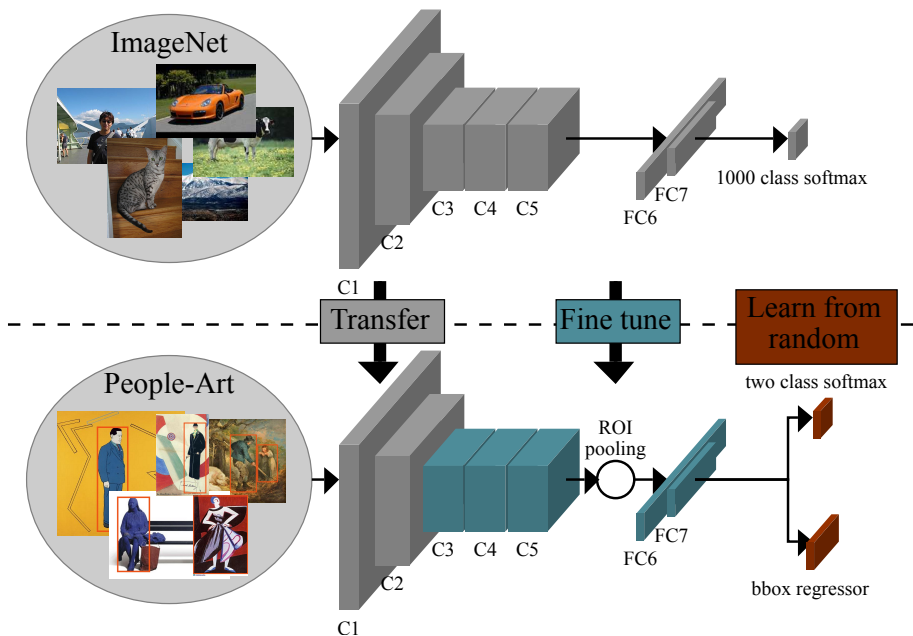 ImageNet
C1
C2
C3
C4
C5
FC6
FC7
1000 class softmax
Transfer
Fine tune
Learn from
random
People-Art
C1
C2
C3
C4
C5
ROI
pooling
FC6
FC7
two class softmax
bbox regressor